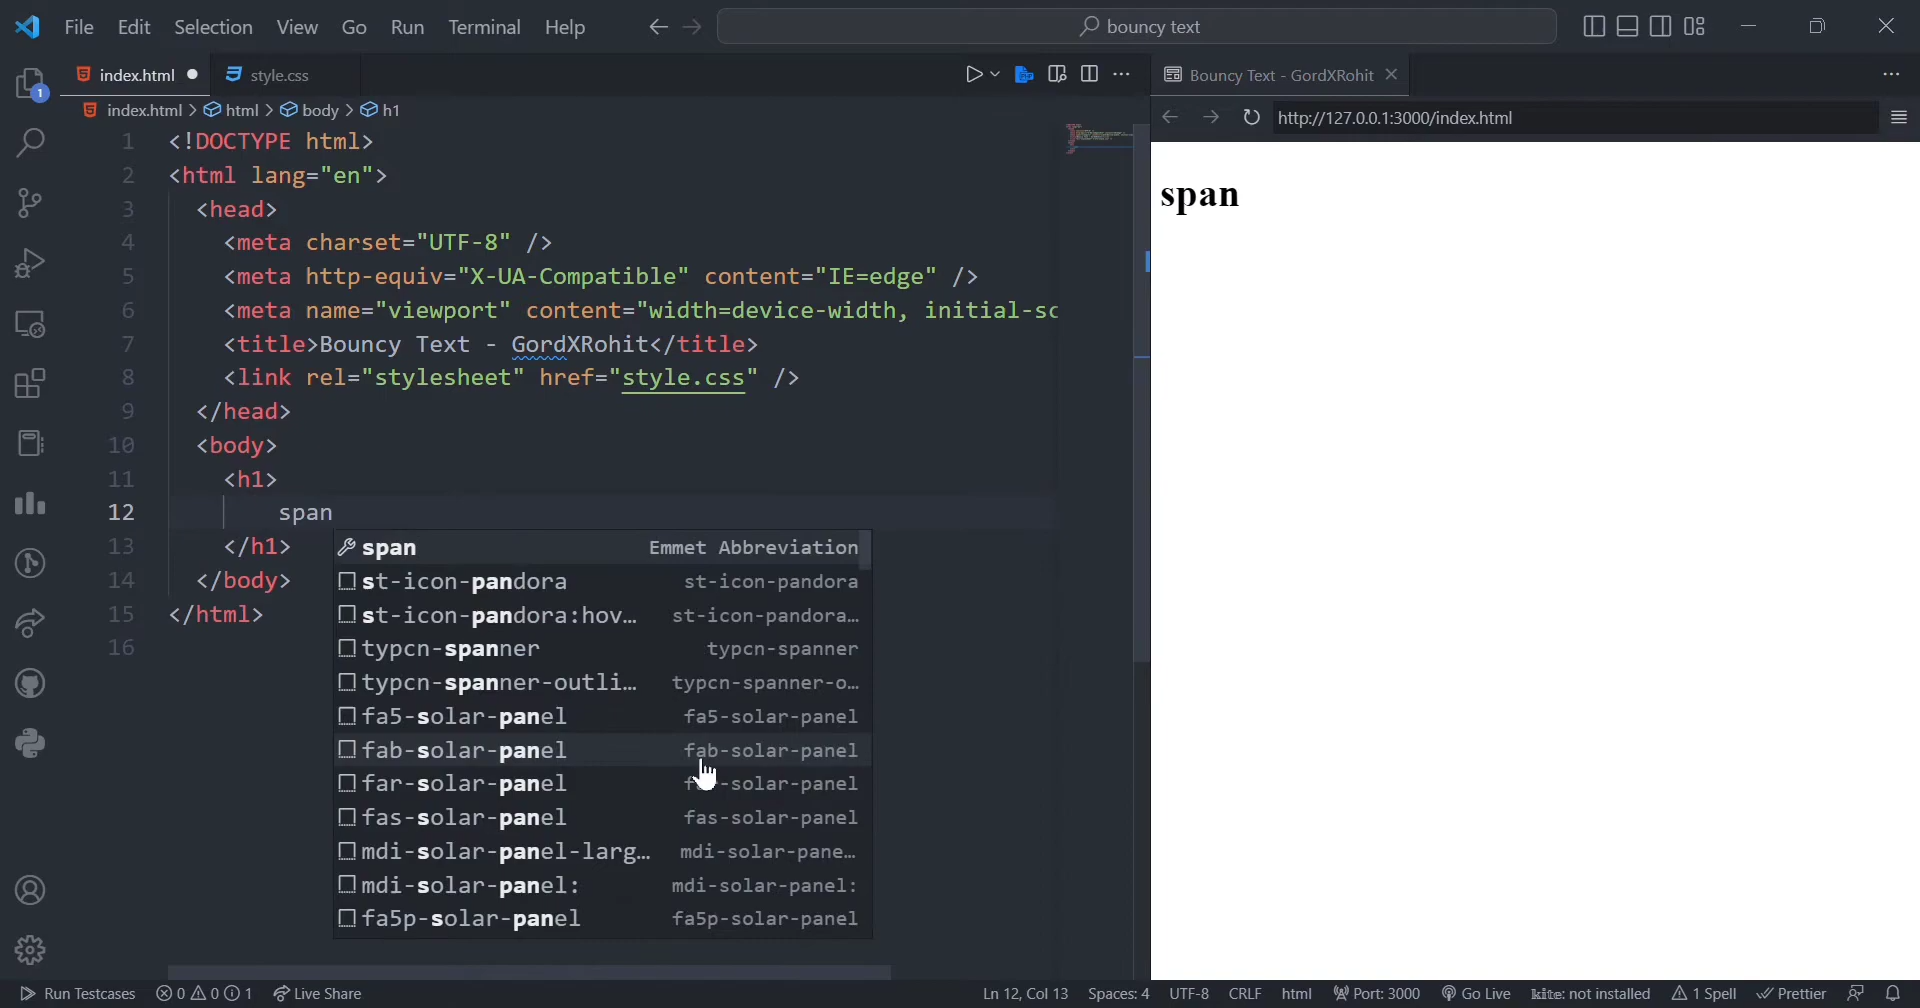 File Edit Selection View Go Run Terminal Help
bouncy text
index.html
style.css
Bouncy Text - GordXRohit
index.html > html > body > h1
http://127.0.0.1:3000/index.html
1 <!DOCTYPE html>
2 <html lang="en">
3 <head>
4 <meta charset="UTF-8" />
5 <meta http-equiv="X-UA-Compatible" content="IE=edge" />
6 <meta name="viewport" content="width=device-width, initial-sc
7 <title>Bouncy Text - GordXRohit</title>
8 <link rel="stylesheet" href="style.css" />
9 </head>
10 <body>
11 <h1>
12 span
13 </h1>
14 </body>
15 </html>
16
span Emmet Abbreviation
st-icon-pandora st-icon-pandora
st-icon-pandora:hov... st-icon-pandora...
typcn-spanner typcn-spanner
typcn-spanner-outli... typcn-spanner-o...
fa5-solar-panel fa5-solar-panel
fab-solar-panel fab-solar-panel
far-solar-panel far-solar-panel
fas-solar-panel fas-solar-panel
mdi-solar-panel-larg... mdi-solar-pane...
mdi-solar-panel: mdi-solar-panel:
fa5p-solar-panel fa5p-solar-panel
span
1
Run Testcases 0 0 1 Live Share Ln 12, Col 13 Spaces: 4 UTF-8 CRLF html Port: 3000 Go Live kite: not installed 1 Spell Prettier